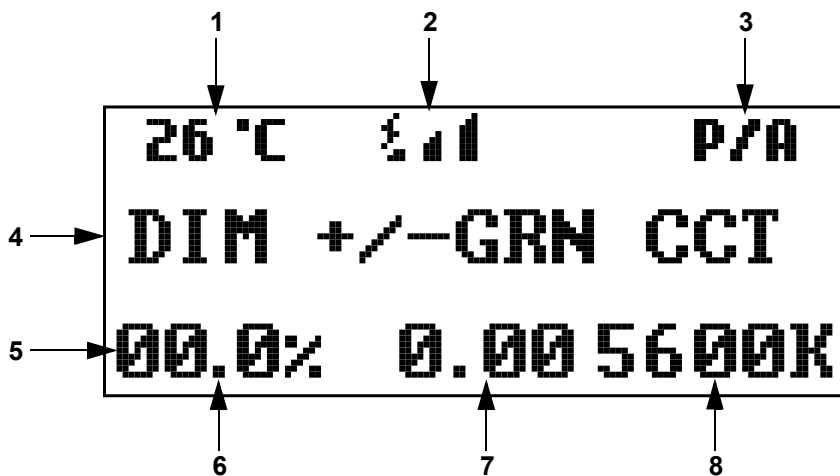 1 2 3
26 °C P/A
4 DIM +/-GRN CCT
5 00.0% 0.00 5600K
6 7 8